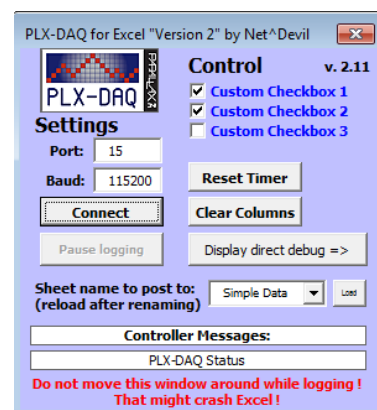 PLX-DAQ for Excel "Version 2" by Net^Devil
PARALLAX
PLX-DAQ
Control v. 2.11
Custom Checkbox 1
Custom Checkbox 2
Custom Checkbox 3
Settings
Port: 15
Baud: 115200
Reset Timer
Connect
Clear Columns
Pause logging
Display direct debug =>
Sheet name to post to:
(reload after renaming)
Simple Data
Load
Controller Messages:
PLX-DAQ Status
Do not move this window around while logging !
That might crash Excel !